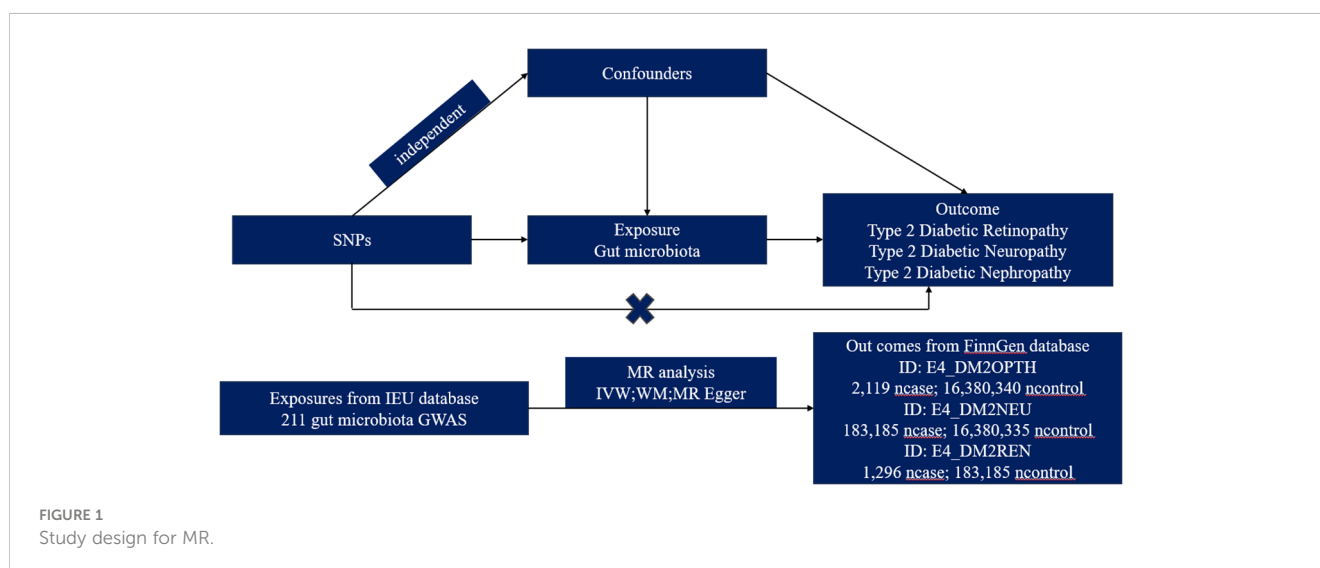 Confounders
independent
SNPs
Exposure
Gut microbiota
Outcome
Type 2 Diabetic Retinopathy
Type 2 Diabetic Neuropathy
Type 2 Diabetic Nephropathy
Exposures from IEU database
211 gut microbiota GWAS
MR analysis
IVW;WM;MR Egger
Out comes from FinnGen database
ID: E4_DM2OPTH
2,119 ncase; 16,380,340 ncontrol
ID: E4_DM2NEU
183,185 ncase; 16,380,335 ncontrol
ID: E4_DM2REN
1,296 ncase; 183,185 ncontrol
FIGURE 1
Study design for MR.